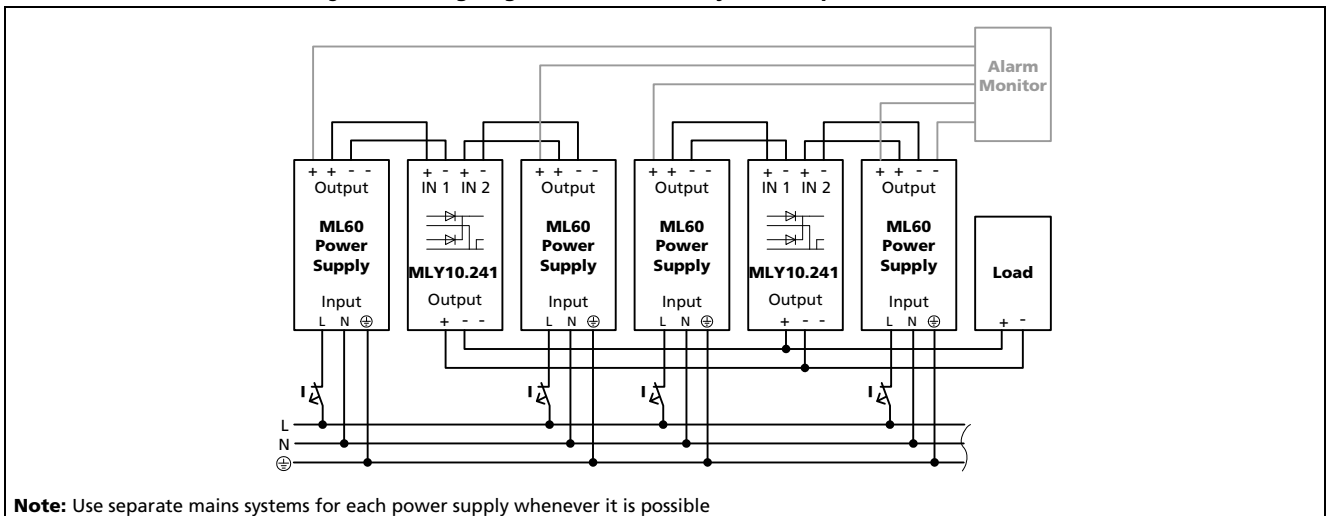 Alarm
Monitor
+ + - -
Output
ML60
Power
Supply
Input
L N
+ - + -
IN 1 IN 2
MLY10.241
Output
+ - -
+ + - -
Output
ML60
Power
Supply
Input
L N
+ + - -
Output
ML60
Power
Supply
Input
L N
+ - + -
IN 1 IN 2
MLY10.241
Output
+ - -
+ + - -
Output
ML60
Power
Supply
Input
L N
Load
+ -
I
I
I
I
L
N
Note: Use separate mains systems for each power supply whenever it is possible